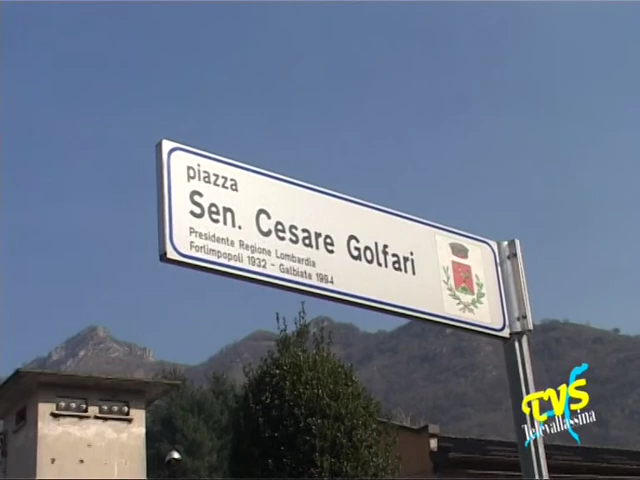 piazza
Sen. Cesare Golfari
Presidente Regione Lombardia
Forlimpopoli 1932 - Galbiate 1994
TVS
Televallassina